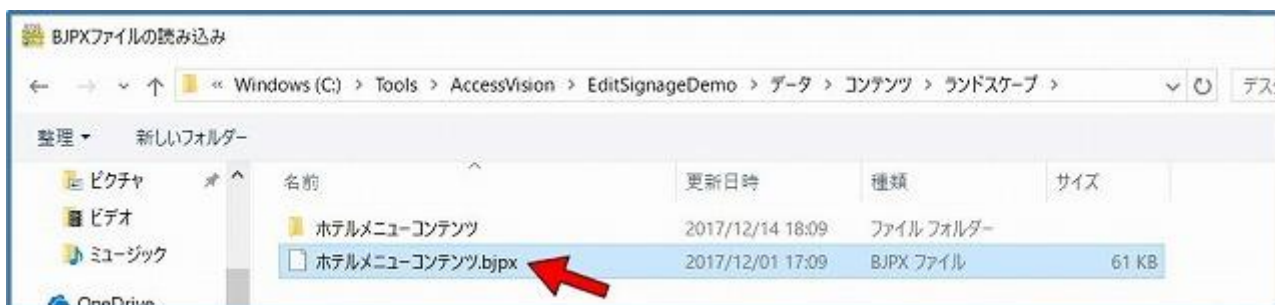 BJPXファイルの読み込み
« Windows (C:) > Tools > AccessVision > EditSignageDemo > データ > コンテンツ > ランドスケープ >
整理 新しいフォルダー
ピクチャ 名前 更新日時 種類 サイズ
ビデオ ホテルメニューコンテンツ 2017/12/14 18:09 ファイル フォルダー
ミュージック ホテルメニューコンテンツ.bjpx 2017/12/01 17:09 BJPX ファイル 61 KB
OneDrive